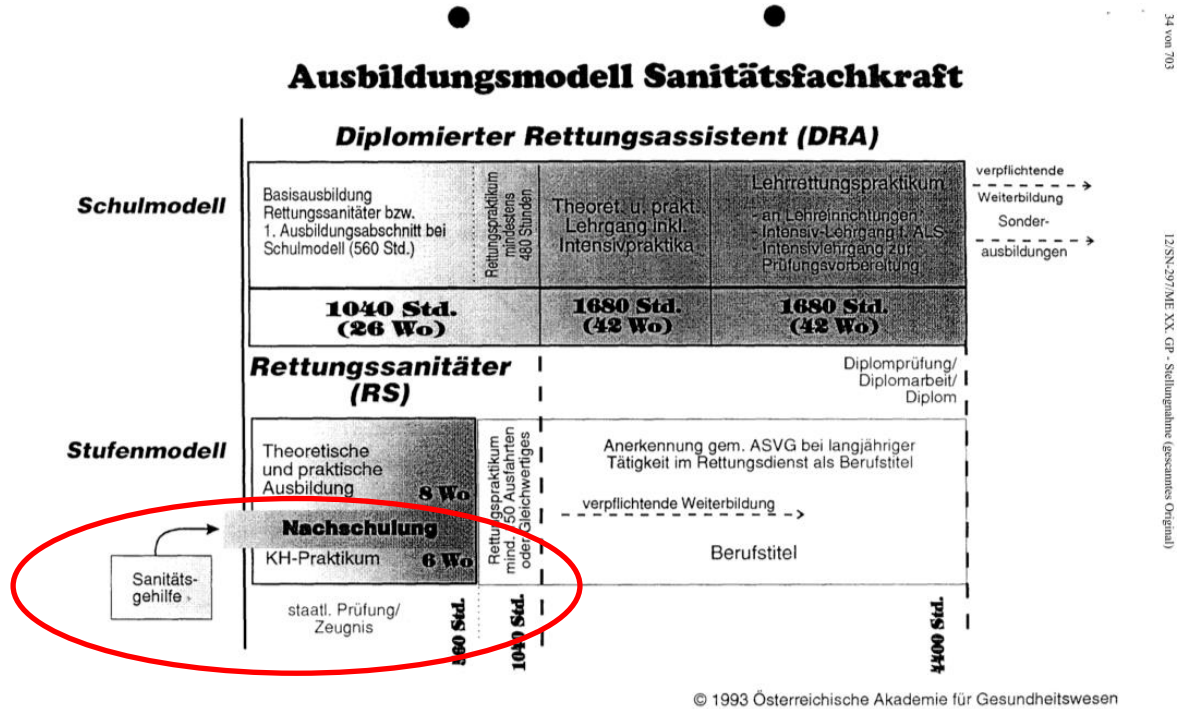 34 von 703
12/SN-297/ME XX. GP - Stellungnahme (gescanntes Original)
Ausbildungsmodell Sanitätsfachkraft
Diplomierter Rettungsassistent (DRA)
Schulmodell
Basisausbildung
Rettungssanitäter bzw.
1. Ausbildungsabschnitt bei
Schulmodell (560 Std.)
Rettungspraktikum
mindestens
480 Stunden
Theoret. u. prakt.
Lehrgang inkl.
Intensivpraktika
Lehrrettungspraktikum
- an Lehreinrichtungen
- Intensiv-Lehrgang f. ALS
- Intensivlehrgang zur
Prüfungsvorbereitung
verpflichtende
Weiterbildung
Sonder-
ausbildungen
1040 Std.
(26 Wo)
1680 Std.
(42 Wo)
1680 Std.
(42 Wo)
Rettungssanitäter
(RS)
Diplomprüfung/
Diplomarbeit/
Diplom
Stufenmodell
Theoretische
und praktische
Ausbildung
8 Wo
Nachschulung
KH-Praktikum
6 Wo
Rettungspraktikum
mind. 150 Ausfahrten
oder Gleichwertiges
Anerkennung gem. ASVG bei langjähriger
Tätigkeit im Rettungsdienst als Berufstitel
verpflichtende Weiterbildung
Berufstitel
Sanitäts-
gehilfe
staatl. Prüfung/
Zeugnis
560 Std.
1040 Std.
4400 Std.
© 1993 Österreichische Akademie für Gesundheitswesen